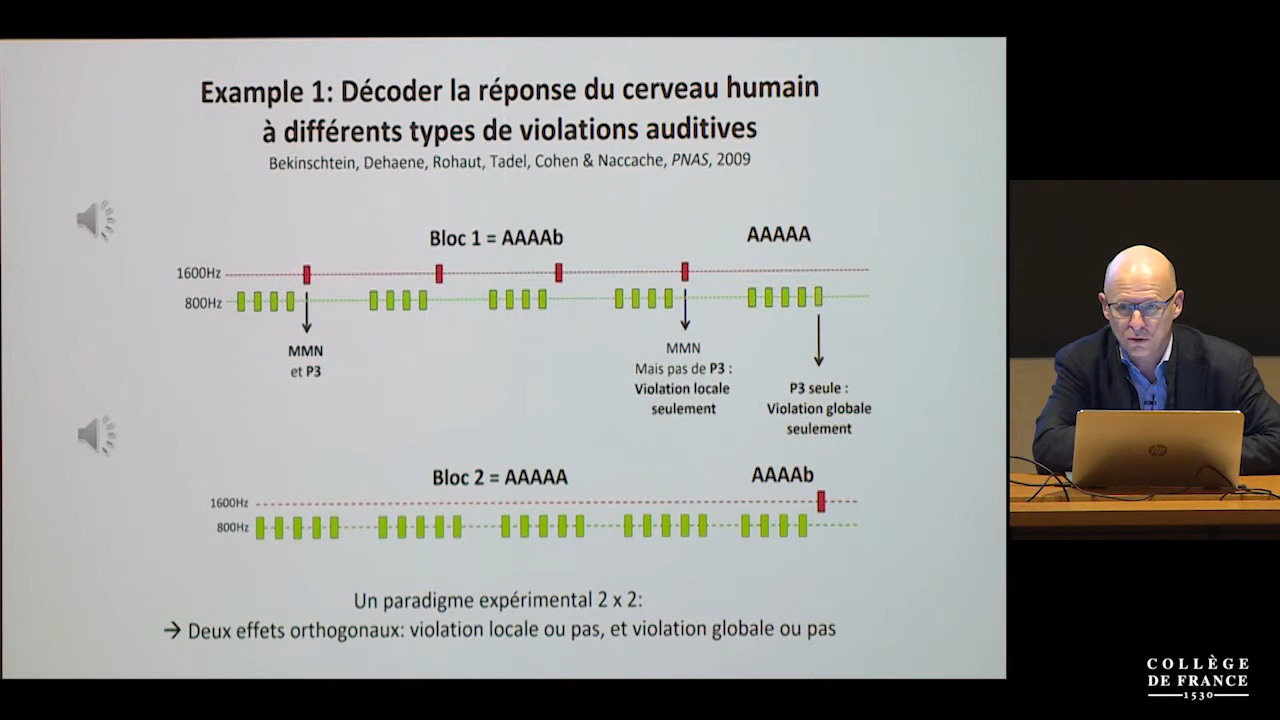 Example 1: Décoder la réponse du cerveau humain
à différents types de violations auditives
Bekinschtein, Dehaene, Rohaut, Tadel, Cohen & Naccache, PNAS, 2009
Bloc 1 = AAAAb
AAAAA
1600Hz
800Hz
MMN
et P3
MMN
Mais pas de P3 :
Violation locale
seulement
P3 seule :
Violation globale
seulement
Bloc 2 = AAAAA
AAAAb
1600Hz
800Hz
Un paradigme expérimental 2 x 2:
→ Deux effets orthogonaux: violation locale ou pas, et violation globale ou pas
hp
COLLÈGE
DE FRANCE
1530